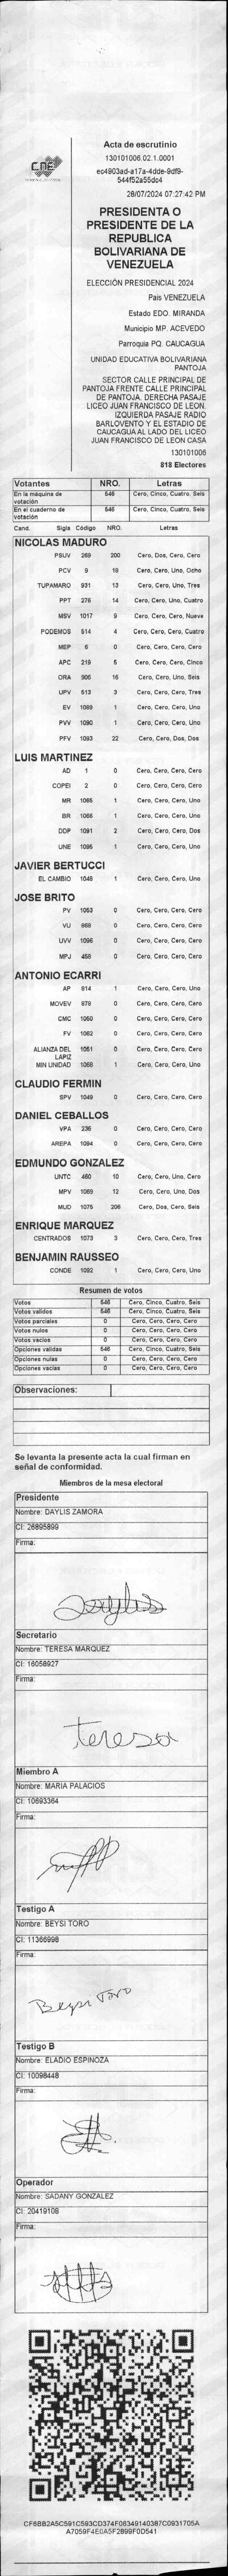 CNE
Acta de escrutinio
130101006.02.1.0001
ec4903ad-a17a-4dde-9df9-
544f52a55dc4
28/07/2024 07:27:42 PM
PRESIDENTA O
PRESIDENTE DE LA
REPUBLICA
BOLIVARIANA DE
VENEZUELA
ELECCIÓN PRESIDENCIAL 2024
Pais VENEZUELA
Estado EDO. MIRANDA
Municipio MP. ACEVEDO
Parroquia PQ. CAUCAGUA
UNIDAD EDUCATIVA BOLIVARIANA
PANTOJA
SECTOR CALLE PRINCIPAL DE
PANTOJA FRENTE CALLE PRINCIPAL
DE PANTOJA. DERECHA PASAJE
LICEO JUAN FRANCISCO DE LEON.
IZQUIERDA PASAJE RADIO
BARLOVENTO Y EL ESTADIO DE
CAUCAGUA AL LADO DEL LICEO
JUAN FRANCISCO DE LEON CASA
130101006
818 Electores
Votantes NRO. Letras
En la máquina de votación 546 Cero, Cinco, Cuatro, Seis
En el cuaderno de votación 546 Cero, Cinco, Cuatro, Seis
Cand. Sigla Código NRO. Letras
NICOLAS MADURO
PSUV 269 200 Cero, Dos, Cero, Cero
PCV 9 18 Cero, Cero, Uno, Ocho
TUPAMARO 931 13 Cero, Cero, Uno, Tres
PPT 276 14 Cero, Cero, Uno, Cuatro
MSV 1017 9 Cero, Cero, Cero, Nueve
PODEMOS 514 4 Cero, Cero, Cero, Cuatro
MEP 6 0 Cero, Cero, Cero, Cero
APC 219 5 Cero, Cero, Cero, Cinco
ORA 906 16 Cero, Cero, Uno, Seis
UPV 513 3 Cero, Cero, Cero, Tres
EV 1088 1 Cero, Cero, Cero, Uno
PVV 1090 1 Cero, Cero, Cero, Uno
PFV 1093 22 Cero, Cero, Dos, Dos
LUIS MARTINEZ
AD 1 0 Cero, Cero, Cero, Cero
COPEI 2 0 Cero, Cero, Cero, Cero
MR 1065 1 Cero, Cero, Cero, Uno
BR 1066 1 Cero, Cero, Cero, Uno
DDP 1091 2 Cero, Cero, Cero, Dos
UNE 1095 1 Cero, Cero, Cero, Uno
JAVIER BERTUCCI
EL CAMBIO 1048 1 Cero, Cero, Cero, Uno
JOSE BRITO
PV 1053 0 Cero, Cero, Cero, Cero
VU 868 0 Cero, Cero, Cero, Cero
UVV 1096 0 Cero, Cero, Cero, Cero
MPJ 458 0 Cero, Cero, Cero, Cero
ANTONIO ECARRI
AP 814 1 Cero, Cero, Cero, Uno
MOVEV 878 0 Cero, Cero, Cero, Cero
CMC 1050 0 Cero, Cero, Cero, Cero
FV 1062 0 Cero, Cero, Cero, Cero
ALIANZA DEL LAPIZ 1051 0 Cero, Cero, Cero, Cero
MIN UNIDAD 1068 1 Cero, Cero, Cero, Uno
CLAUDIO FERMIN
SPV 1049 0 Cero, Cero, Cero, Cero
DANIEL CEBALLOS
VPA 236 0 Cero, Cero, Cero, Cero
AREPA 1094 0 Cero, Cero, Cero, Cero
EDMUNDO GONZALEZ
UNTC 460 10 Cero, Cero, Uno, Cero
MPV 1069 12 Cero, Cero, Uno, Dos
MUD 1075 206 Cero, Dos, Cero, Seis
ENRIQUE MARQUEZ
CENTRADOS 1073 3 Cero, Cero, Cero, Tres
BENJAMIN RAUSSEO
CONDE 1092 1 Cero, Cero, Cero, Uno
Resumen de votos
Votos 546 Cero, Cinco, Cuatro, Seis
Votos validos 546 Cero, Cinco, Cuatro, Seis
Votos parciales 0 Cero, Cero, Cero, Cero
Votos nulos 0 Cero, Cero, Cero, Cero
Votos vacios 0 Cero, Cero, Cero, Cero
Opciones validas 546 Cero, Cinco, Cuatro, Seis
Opciones nulas 0 Cero, Cero, Cero, Cero
Opciones vacias 0 Cero, Cero, Cero, Cero
Observaciones:
Se levanta la presente acta la cual firman en
señal de conformidad.
Miembros de la mesa electoral
Presidente
Nombre: DAYLIS ZAMORA
CI: 26895899
Firma:
Secretario
Nombre: TERESA MARQUEZ
CI: 16056927
Firma:
Teresa
Miembro A
Nombre: MARIA PALACIOS
CI: 10693364
Firma:
Testigo A
Nombre: BEYSI TORO
CI: 11366998
Firma:
Beysi Toro
Testigo B
Nombre: ELADIO ESPINOZA
CI: 10098448
Firma:
Operador
Nombre: SADANY GONZALEZ
CI: 20419108
Firma:
CF6BB2A5C591C593CD374F06349140387C0931705A
A7059F4E0A5F2899F0D541